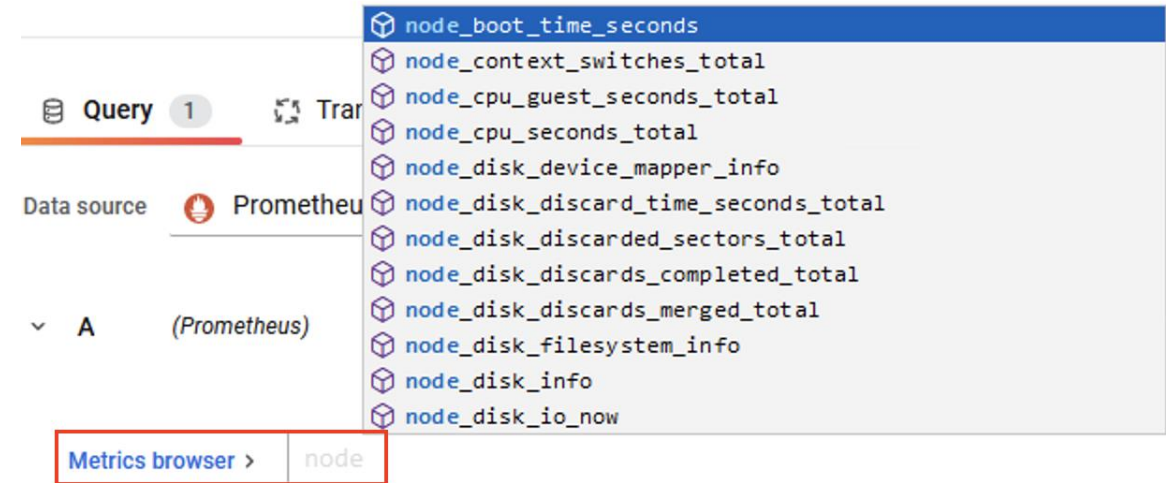 node_boot_time_seconds
node_context_switches_total
node_cpu_guest_seconds_total
node_cpu_seconds_total
node_disk_device_mapper_info
node_disk_discard_time_seconds_total
node_disk_discarded_sectors_total
node_disk_discards_completed_total
node_disk_discards_merged_total
node_disk_filesystem_info
node_disk_info
node_disk_io_now
Query 1 Tran
Data source Prometheu
A (Prometheus)
Metrics browser > node